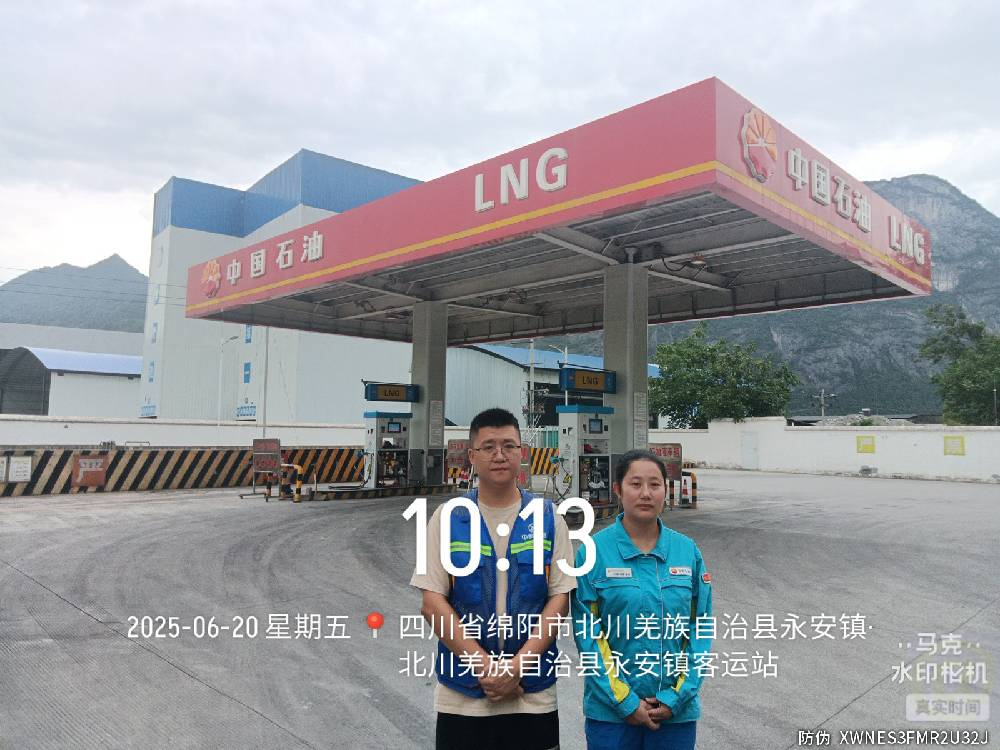 LNG
中国石油
中国石油 LNG
LNG
LNG
10:13
2025-06-20 星期五 四川省绵阳市北川羌族自治县永安镇·
北川羌族自治县永安镇客运站
马克
水印相机
真实时间
防伪 XWNES3FMR2U32J